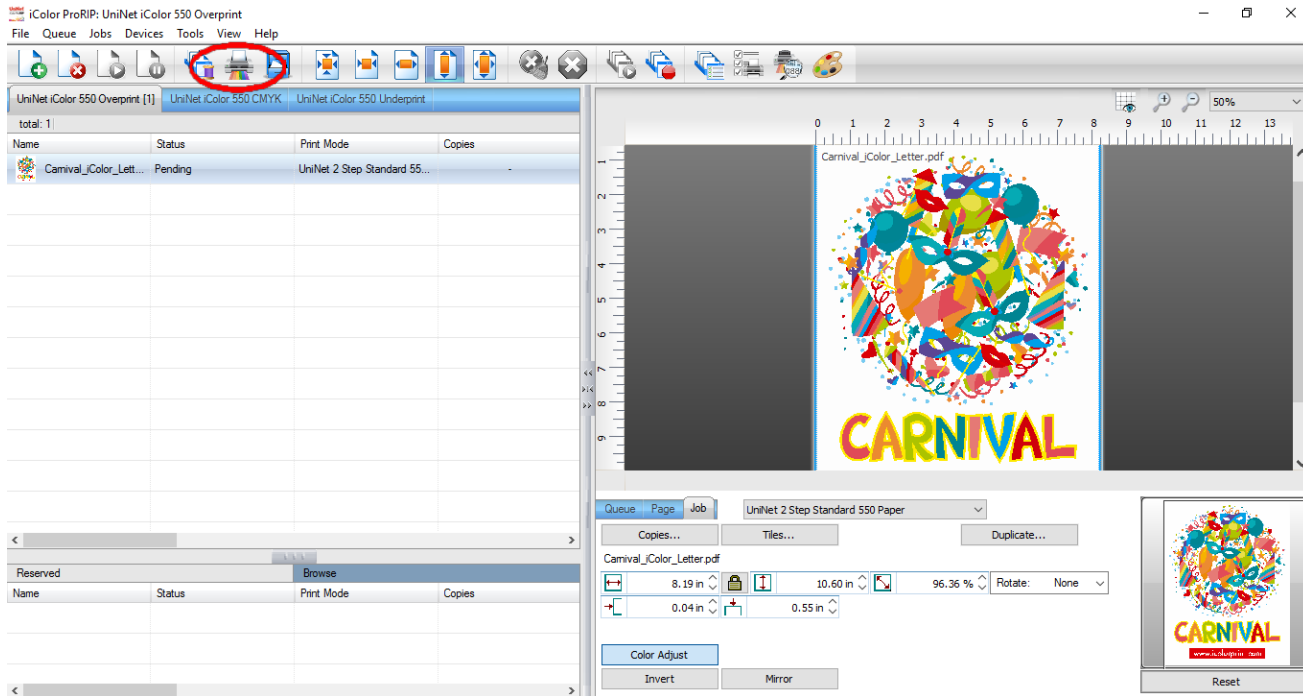 iColor ProRIP: UniNet iColor 550 Overprint
File Queue Jobs Devices Tools View Help
UniNet iColor 550 Overprint [1] UniNet iColor 550 CMYK UniNet iColor 550 Underprint
total: 1
Name Status Print Mode Copies
Carnival_iColor_Lett... Pending UniNet 2 Step Standard 55... -
Reserved Browse
Name Status Print Mode Copies
50%
0 1 2 3 4 5 6 7 8 9 10 11 12 13
1
2
3
4
5
6
7
8
9
Carnival_iColor_Letter.pdf
CARNIVAL
Queue Page Job UniNet 2 Step Standard 550 Paper
Copies... Tiles... Duplicate...
Carnival_iColor_Letter.pdf
8.19 in 10.60 in 96.36 % Rotate: None
0.04 in 0.55 in
Color Adjust
Invert Mirror
CARNIVAL
Reset